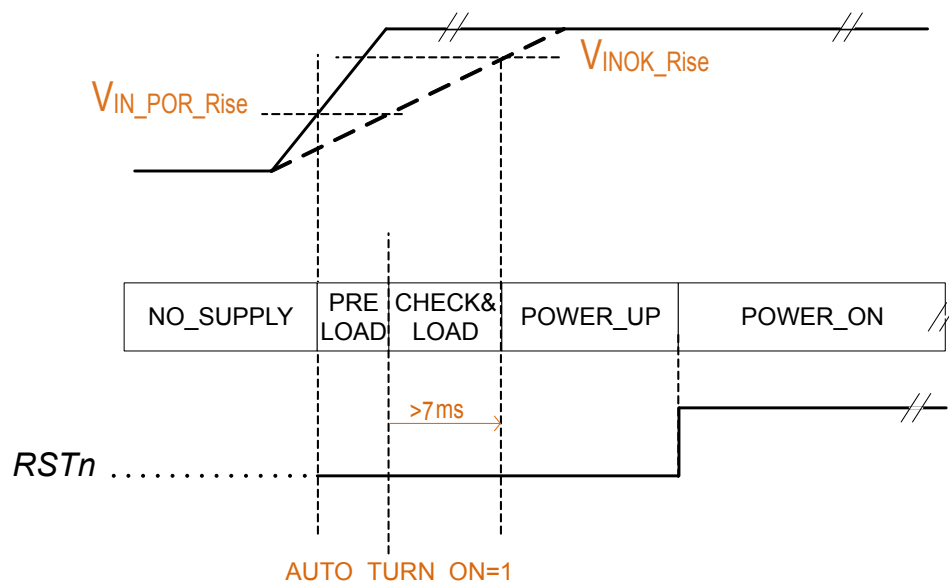 VINOK_Rise
VIN_POR_Rise
NO_SUPPLY
PRE
LOAD
CHECK&
LOAD
POWER_UP
POWER_ON
>7ms
RSTn
AUTO TURN ON=1